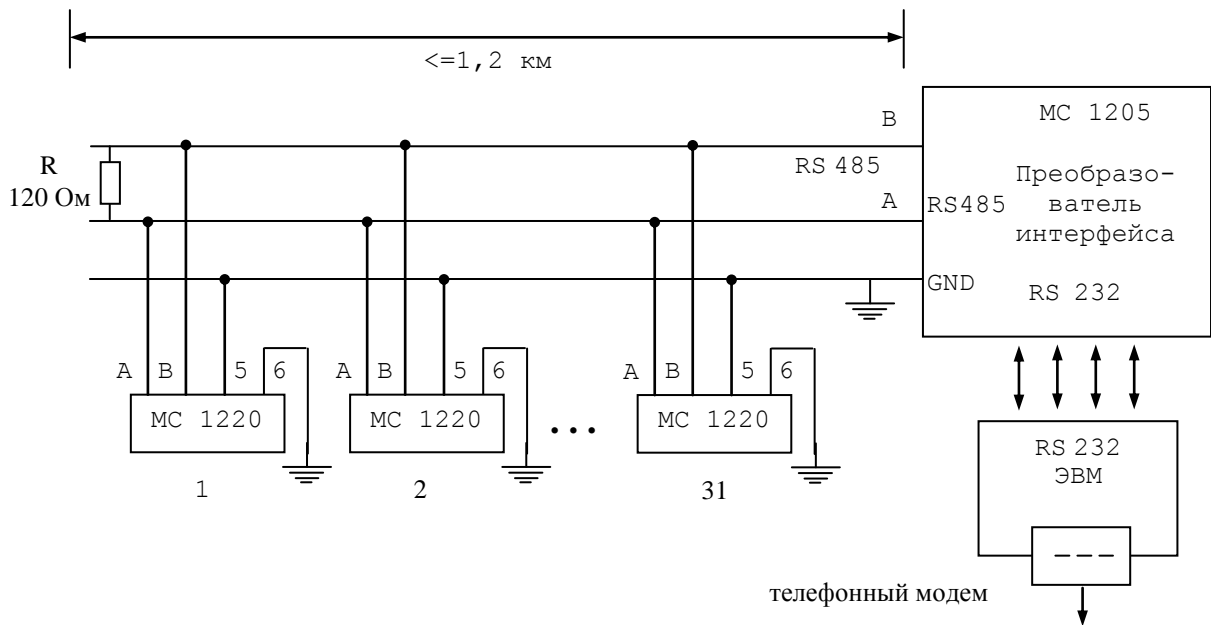 <=1,2 км
B
МС 1205
R
120 Ом
RS 485
Преобразо-
ватель
интерфейса
A
RS485
GND
RS 232
A B 5 6
A B 5 6
A B 5 6
МС 1220
МС 1220
...
МС 1220
1
2
31
RS 232
ЭВМ
телефонный модем